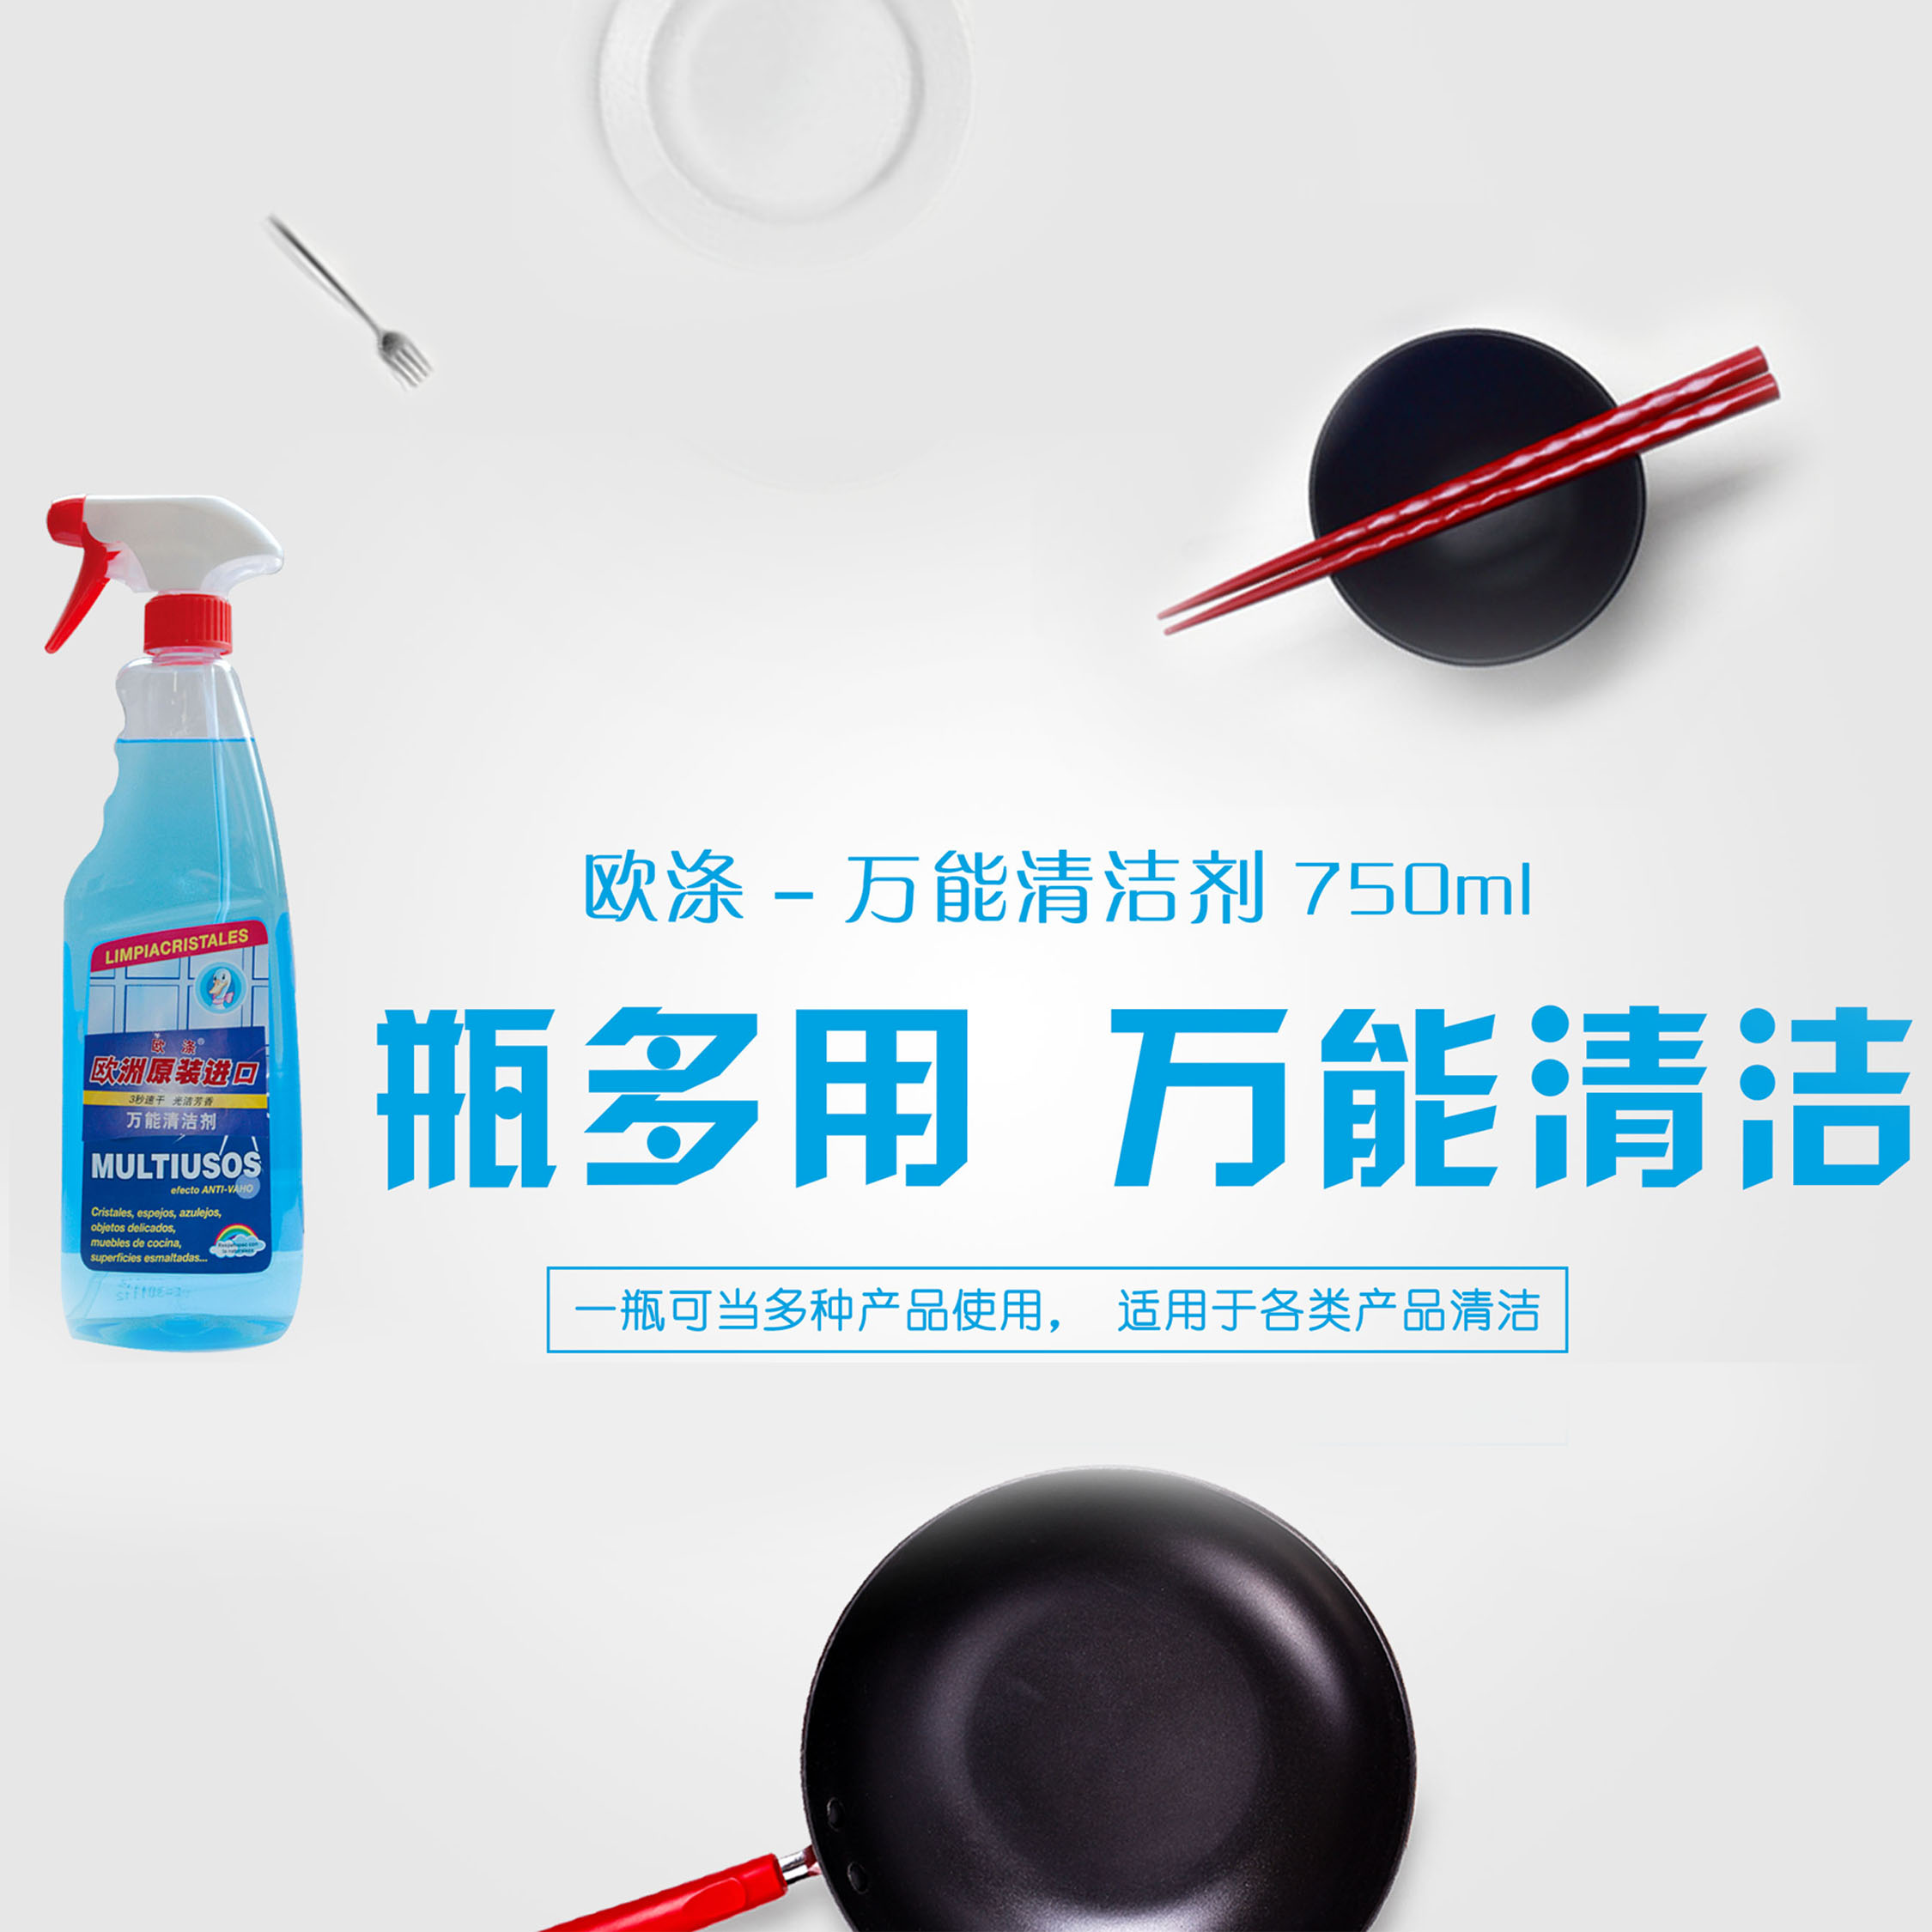 欧涤-万能清洁剂 750ml
瓶多用 万能清洁
一瓶可当多种产品使用， 适用于各类产品清洁
LIMPIACRISTALES
欧 涤®
欧洲原装进口
3秒速干 光洁芳香
万能清洁剂
MULTIUSOS
efecto ANTI-VAHO
Cristales, espejos, azulejos,
objetos delicados,
muebles de cocina,
superficies esmaltadas...